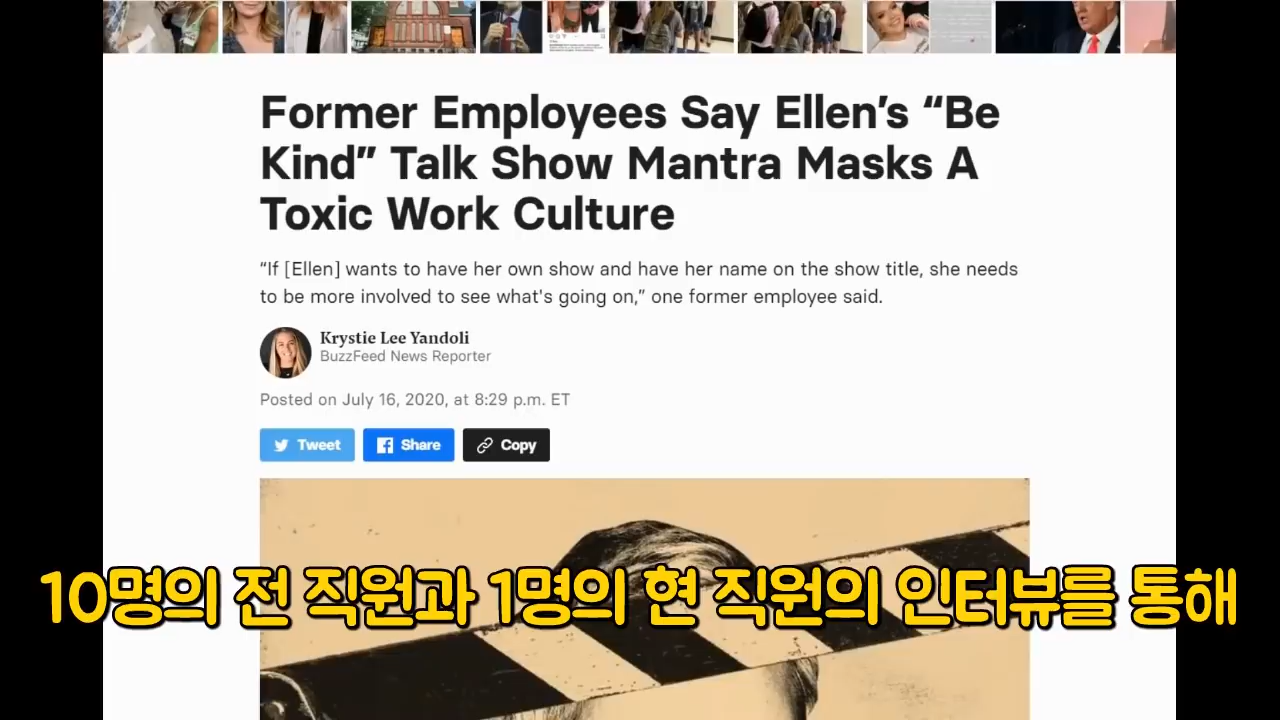 Former Employees Say Ellen’s “Be
Kind” Talk Show Mantra Masks A
Toxic Work Culture
“If [Ellen] wants to have her own show and have her name on the show title, she needs
to be more involved to see what's going on,” one former employee said.
Krystie Lee Yandoli
BuzzFeed News Reporter
Posted on July 16, 2020, at 8:29 p.m. ET
Tweet Share Copy
10명의 전 직원과 1명의 현 직원의 인터뷰를 통해